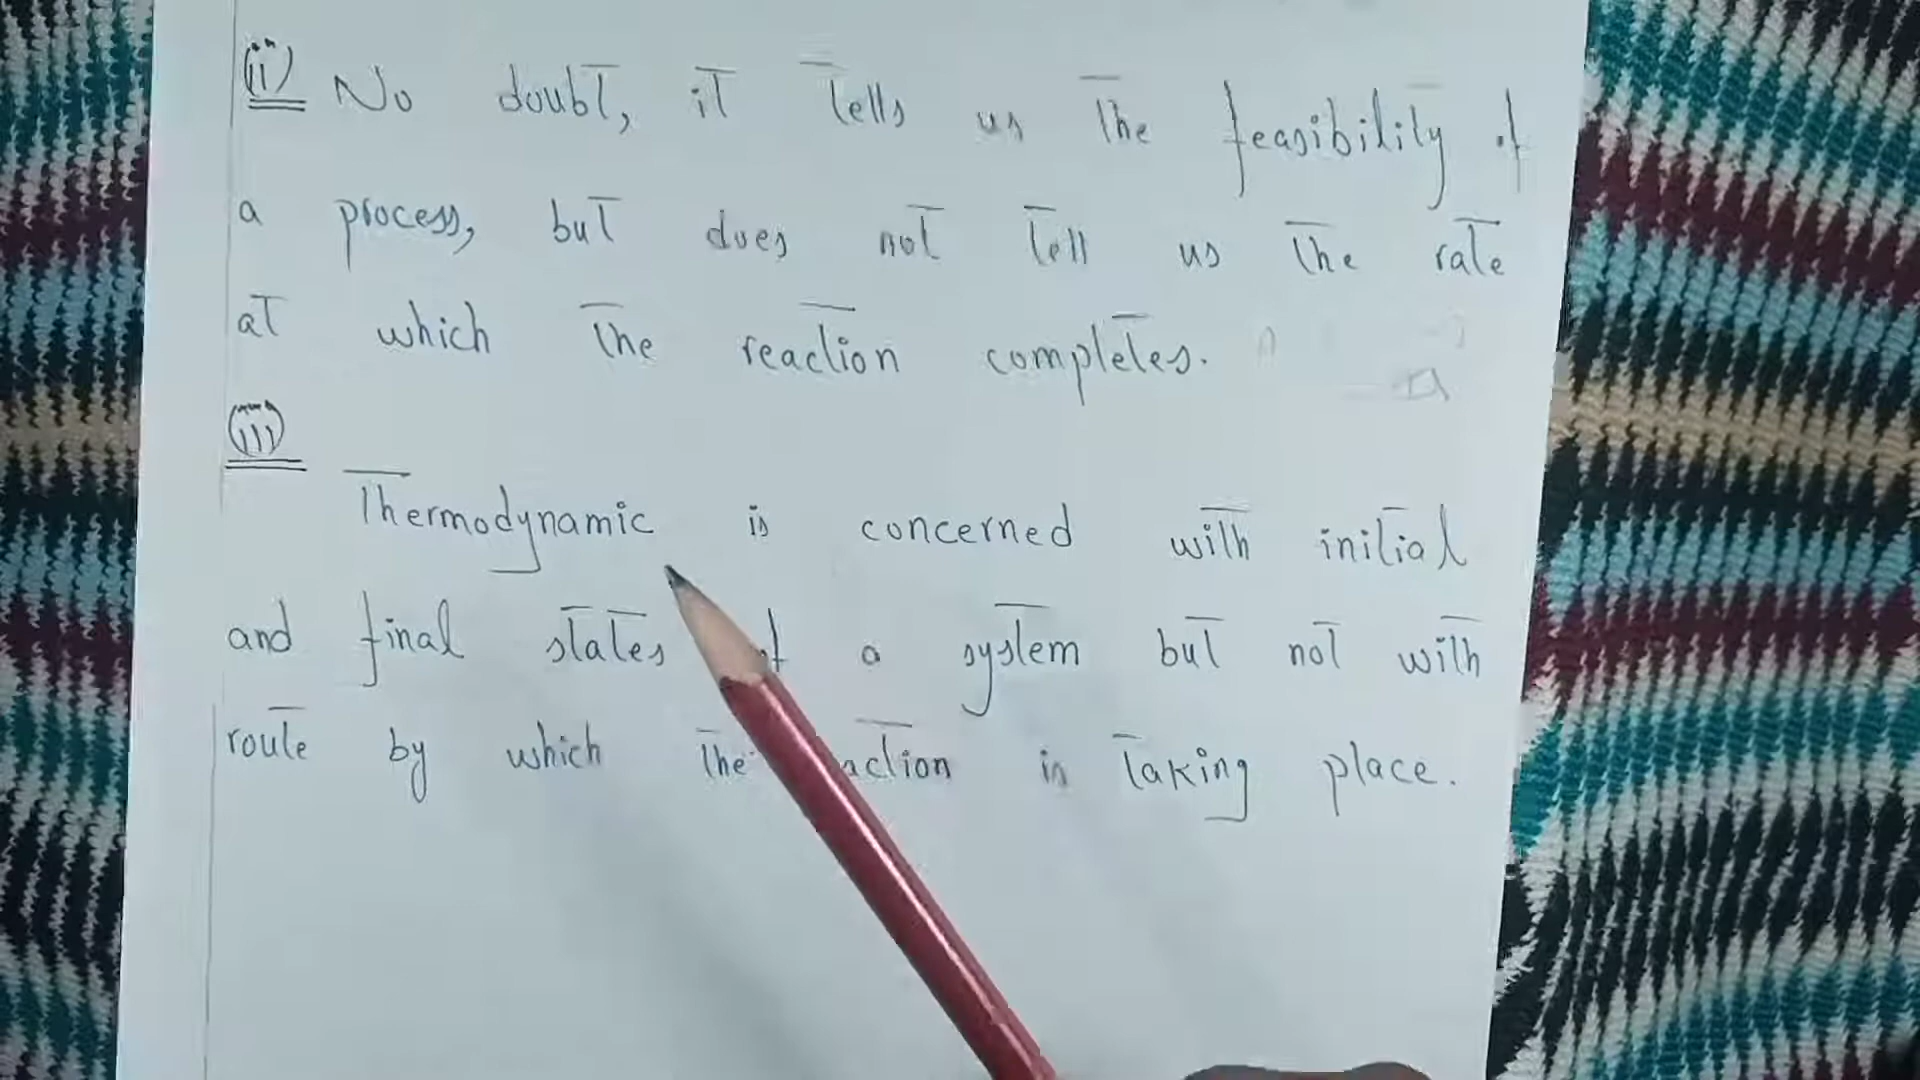 (ii) No doubt, it tells us the feasibility of
a process, but does not tell us the rate
at which the reaction completes.
(iii)
Thermodynamic is concerned with initial
and final states of a system but not with
route by which the reaction is taking place.